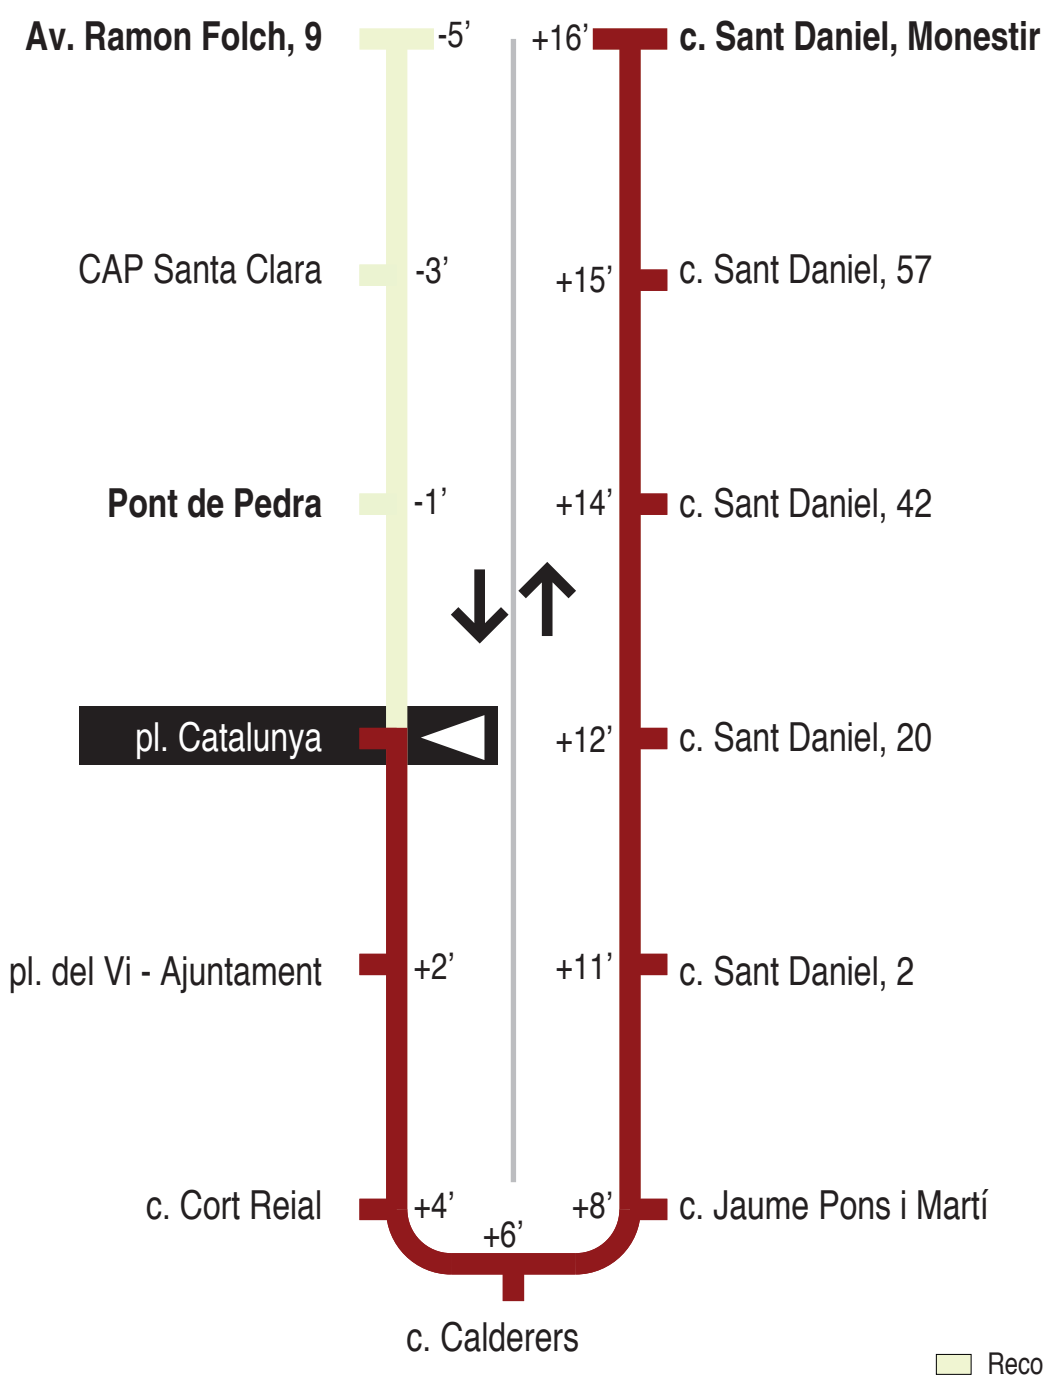 Av. Ramon Folch, 9 -5’
CAP Santa Clara -3’
Pont de Pedra -1’
pl. Catalunya
pl. del Vi - Ajuntament +2’
c. Cort Reial +4’
+6’
c. Calderers
+8’ c. Jaume Pons i Martí
+11’ c. Sant Daniel, 2
+12’ c. Sant Daniel, 20
+14’ c. Sant Daniel, 42
+15’ c. Sant Daniel, 57
+16’ c. Sant Daniel, Monestir
Reco